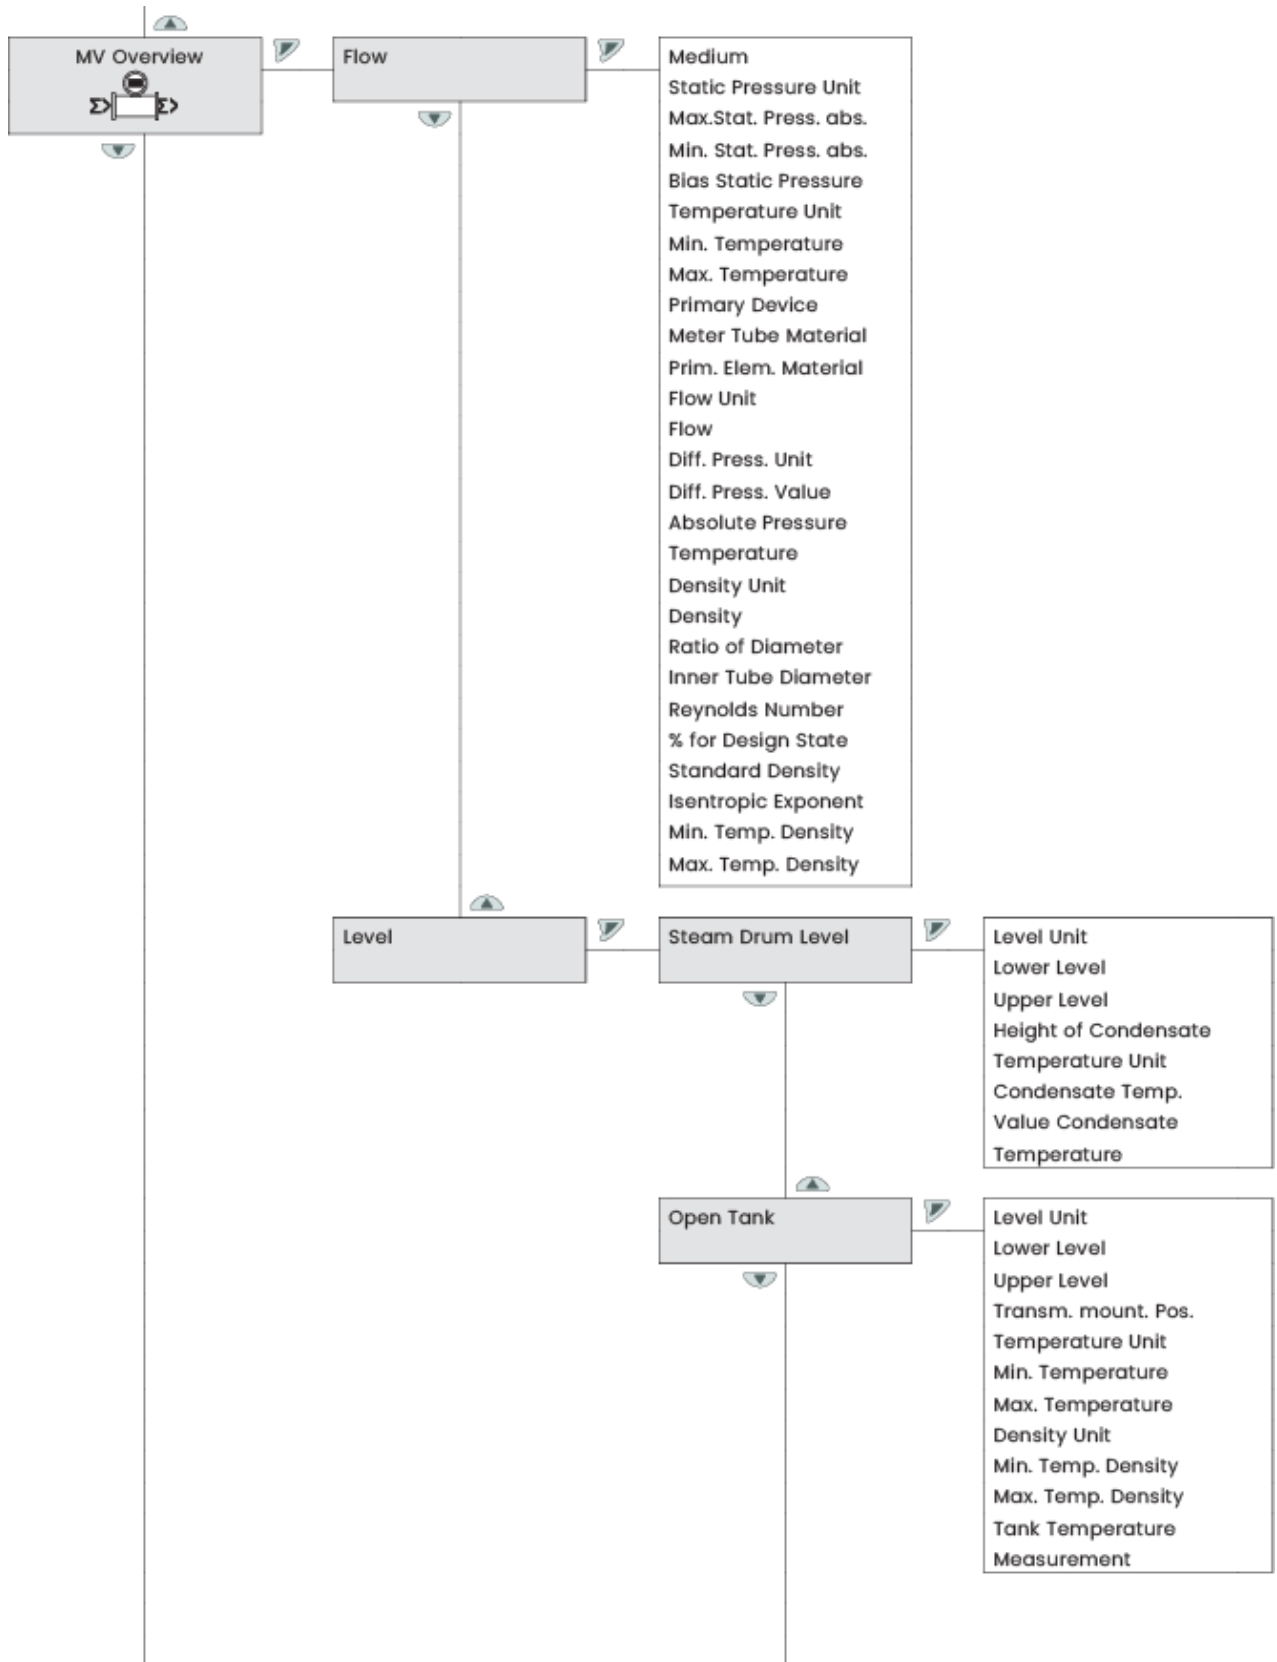 MV Overview
Flow
Medium
Static Pressure Unit
Max.Stat. Press. abs.
Min. Stat. Press. abs.
Bias Static Pressure
Temperature Unit
Min. Temperature
Max. Temperature
Primary Device
Meter Tube Material
Prim. Elem. Material
Flow Unit
Flow
Diff. Press. Unit
Diff. Press. Value
Absolute Pressure
Temperature
Density Unit
Density
Ratio of Diameter
Inner Tube Diameter
Reynolds Number
% for Design State
Standard Density
Isentropic Exponent
Min. Temp. Density
Max. Temp. Density
Level
Steam Drum Level
Level Unit
Lower Level
Upper Level
Height of Condensate
Temperature Unit
Condensate Temp.
Value Condensate
Temperature
Open Tank
Level Unit
Lower Level
Upper Level
Transm. mount. Pos.
Temperature Unit
Min. Temperature
Max. Temperature
Density Unit
Min. Temp. Density
Max. Temp. Density
Tank Temperature
Measurement